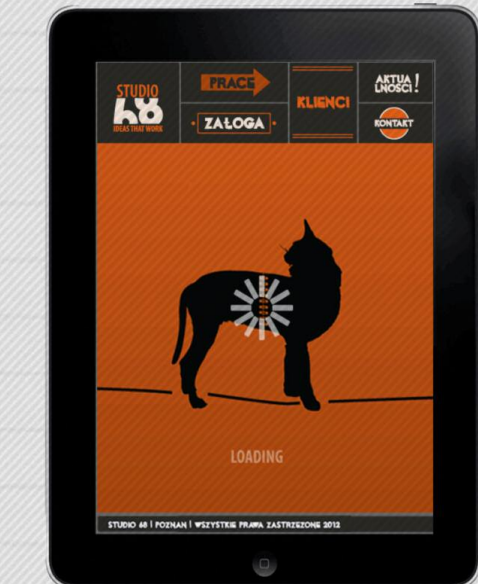 STUDIO
68
IDEAS THAT WORK
PRACE
ZAŁOGA
KLIENCI
AKTUA
LNOŚCI!
KONTAKT
LOADING
STUDIO 68 | POZNAŃ | WSZYSTKIE PRAWA ZASTRZEŻONE 2012